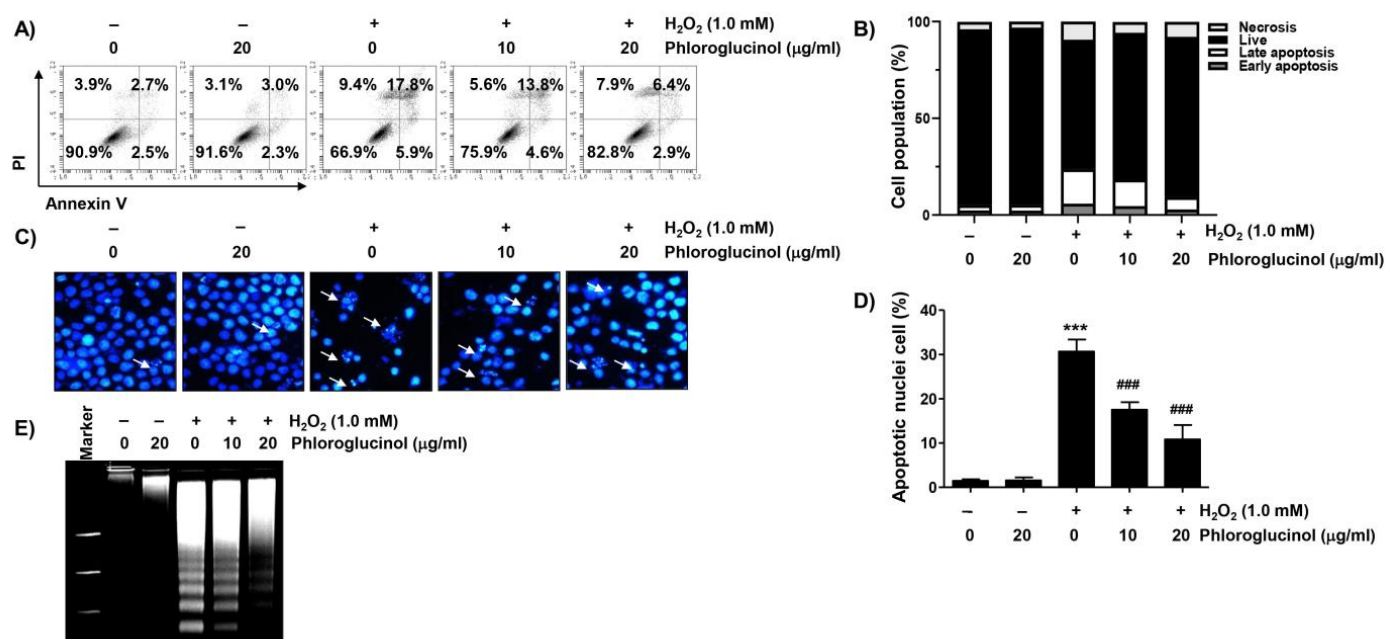 A)
– – + + + H₂O₂ (1.0 mM)
0 20 0 10 20 Phloroglucinol (μg/ml)
3.9% 2.7% 3.1% 3.0% 9.4% 17.8% 5.6% 13.8% 7.9% 6.4%
90.9% 2.5% 91.6% 2.3% 66.9% 5.9% 75.9% 4.6% 82.8% 2.9%
PI
Annexin V
B)
Cell population (%)
100
50
0
Necrosis
Live
Late apoptosis
Early apoptosis
– – + + + H₂O₂ (1.0 mM)
0 20 0 10 20 Phloroglucinol (μg/ml)
C)
– – + + + H₂O₂ (1.0 mM)
0 20 0 10 20 Phloroglucinol (μg/ml)
D)
Apoptotic nuclei cell (%)
40
30
20
10
0
***
###
###
– – + + + H₂O₂ (1.0 mM)
0 20 0 10 20 Phloroglucinol (μg/ml)
E)
Marker
– – + + + H₂O₂ (1.0 mM)
0 20 0 10 20 Phloroglucinol (μg/ml)